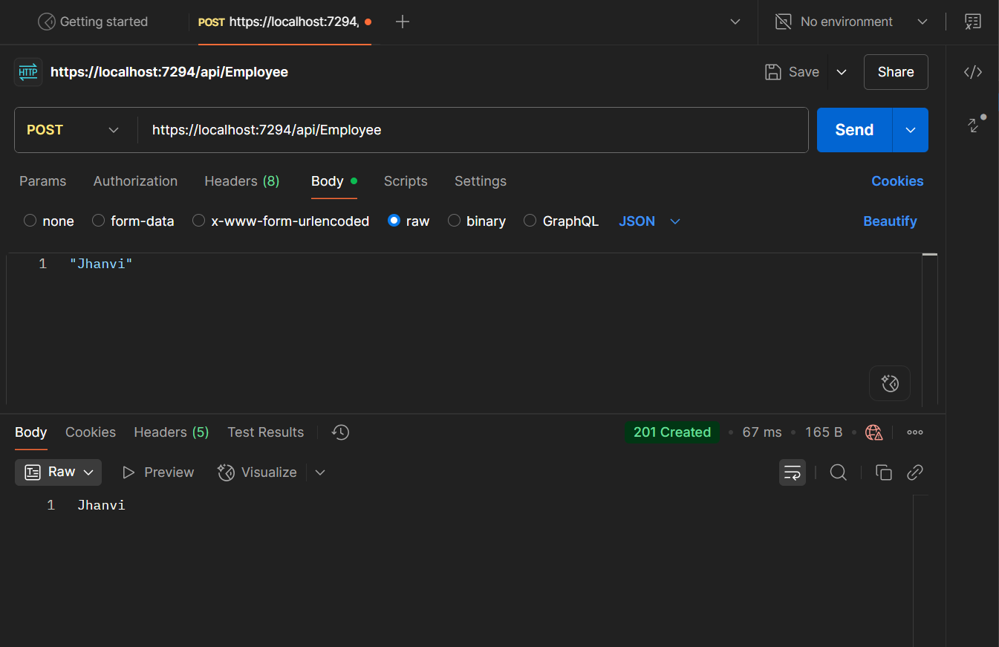 Getting started
POST https://localhost:7294,
No environment
HTTP
https://localhost:7294/api/Employee
Save
Share
POST
https://localhost:7294/api/Employee
Send
Params Authorization Headers (8) Body Scripts Settings Cookies
none form-data x-www-form-urlencoded raw binary GraphQL JSON Beautify
1 "Jhanvi"
Body Cookies Headers (5) Test Results 201 Created 67 ms 165 B
Raw Preview Visualize
1 Jhanvi